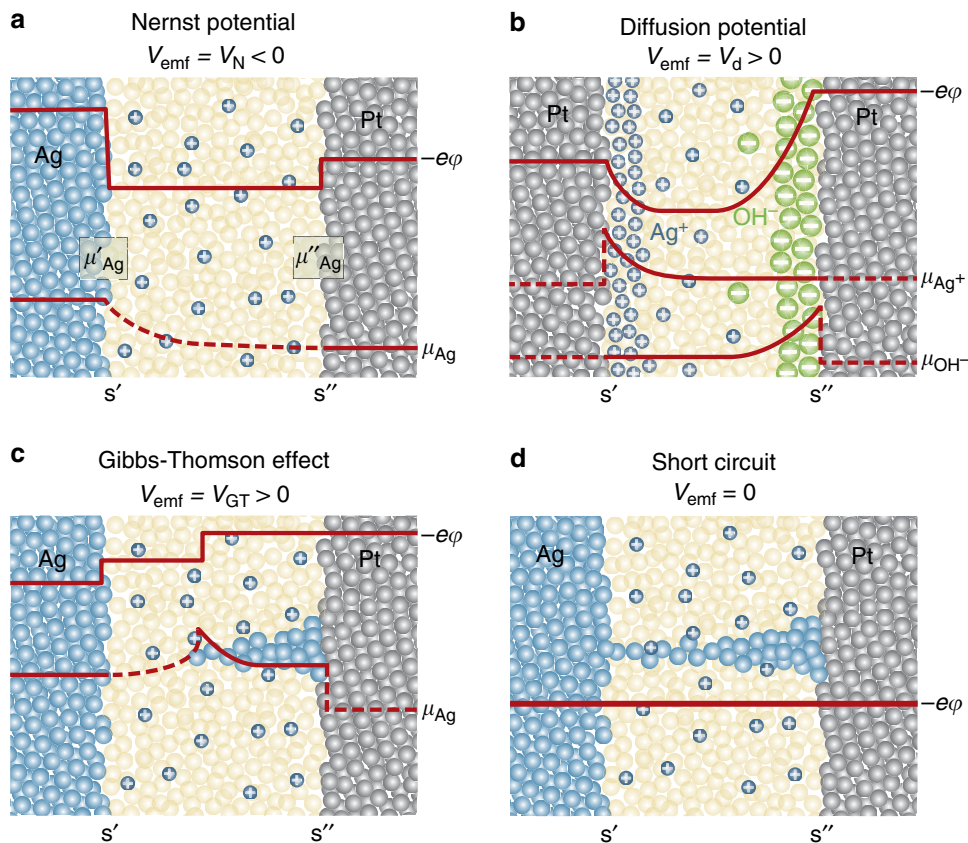 a
Nernst potential
V_emf = V_N < 0
Ag
Pt
−eφ
μ′_Ag
μ″_Ag
μ_Ag
s′
s″
b
Diffusion potential
V_emf = V_d > 0
Pt
Pt
−eφ
OH⁻
Ag⁺
μ_Ag⁺
μ_OH⁻
s′
s″
c
Gibbs-Thomson effect
V_emf = V_GT > 0
Ag
Pt
−eφ
μ_Ag
s′
s″
d
Short circuit
V_emf = 0
Ag
Pt
−eφ
s′
s″